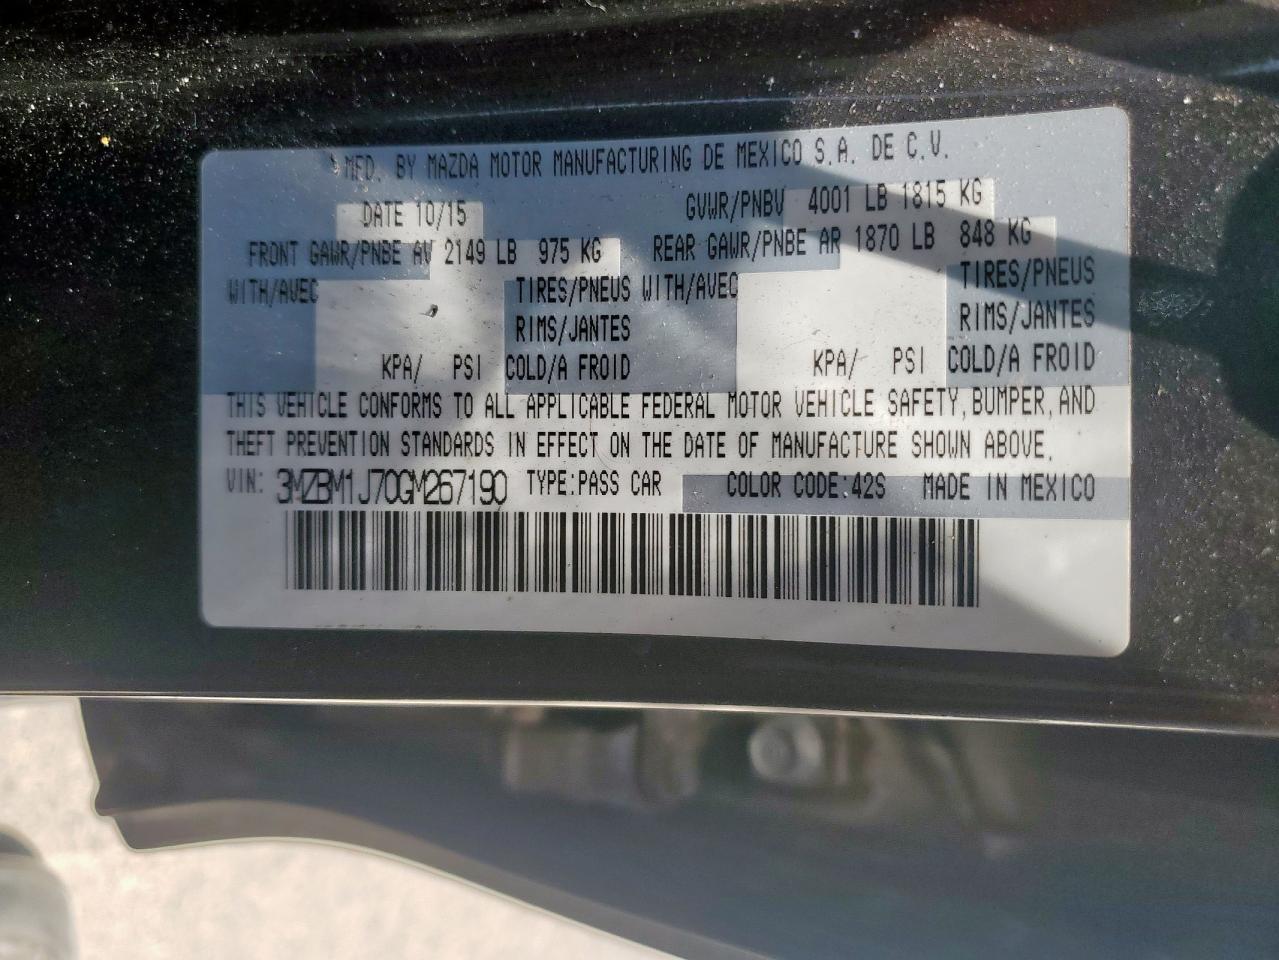 MFD. BY MAZDA MOTOR MANUFACTURING DE MEXICO S.A. DE C.V.
DATE 10/15 GVWR/PNBV 4001 LB 1815 KG
FRONT GAWR/PNBE AV 2149 LB 975 KG REAR GAWR/PNBE AR 1870 LB 848 KG
WITH/AVEC TIRES/PNEUS WITH/AVEC TIRES/PNEUS
RIMS/JANTES RIMS/JANTES
KPA/ PSI COLD/A FROID KPA/ PSI COLD/A FROID
THIS VEHICLE CONFORMS TO ALL APPLICABLE FEDERAL MOTOR VEHICLE SAFETY, BUMPER, AND
THEFT PREVENTION STANDARDS IN EFFECT ON THE DATE OF MANUFACTURE SHOWN ABOVE.
VIN: 3MZBM1J70GM267190 TYPE:PASS CAR COLOR CODE:42S MADE IN MEXICO